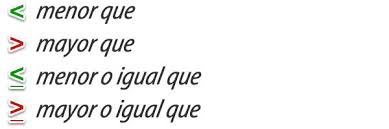 < menor que
> mayor que
≤ menor o igual que
≥ mayor o igual que